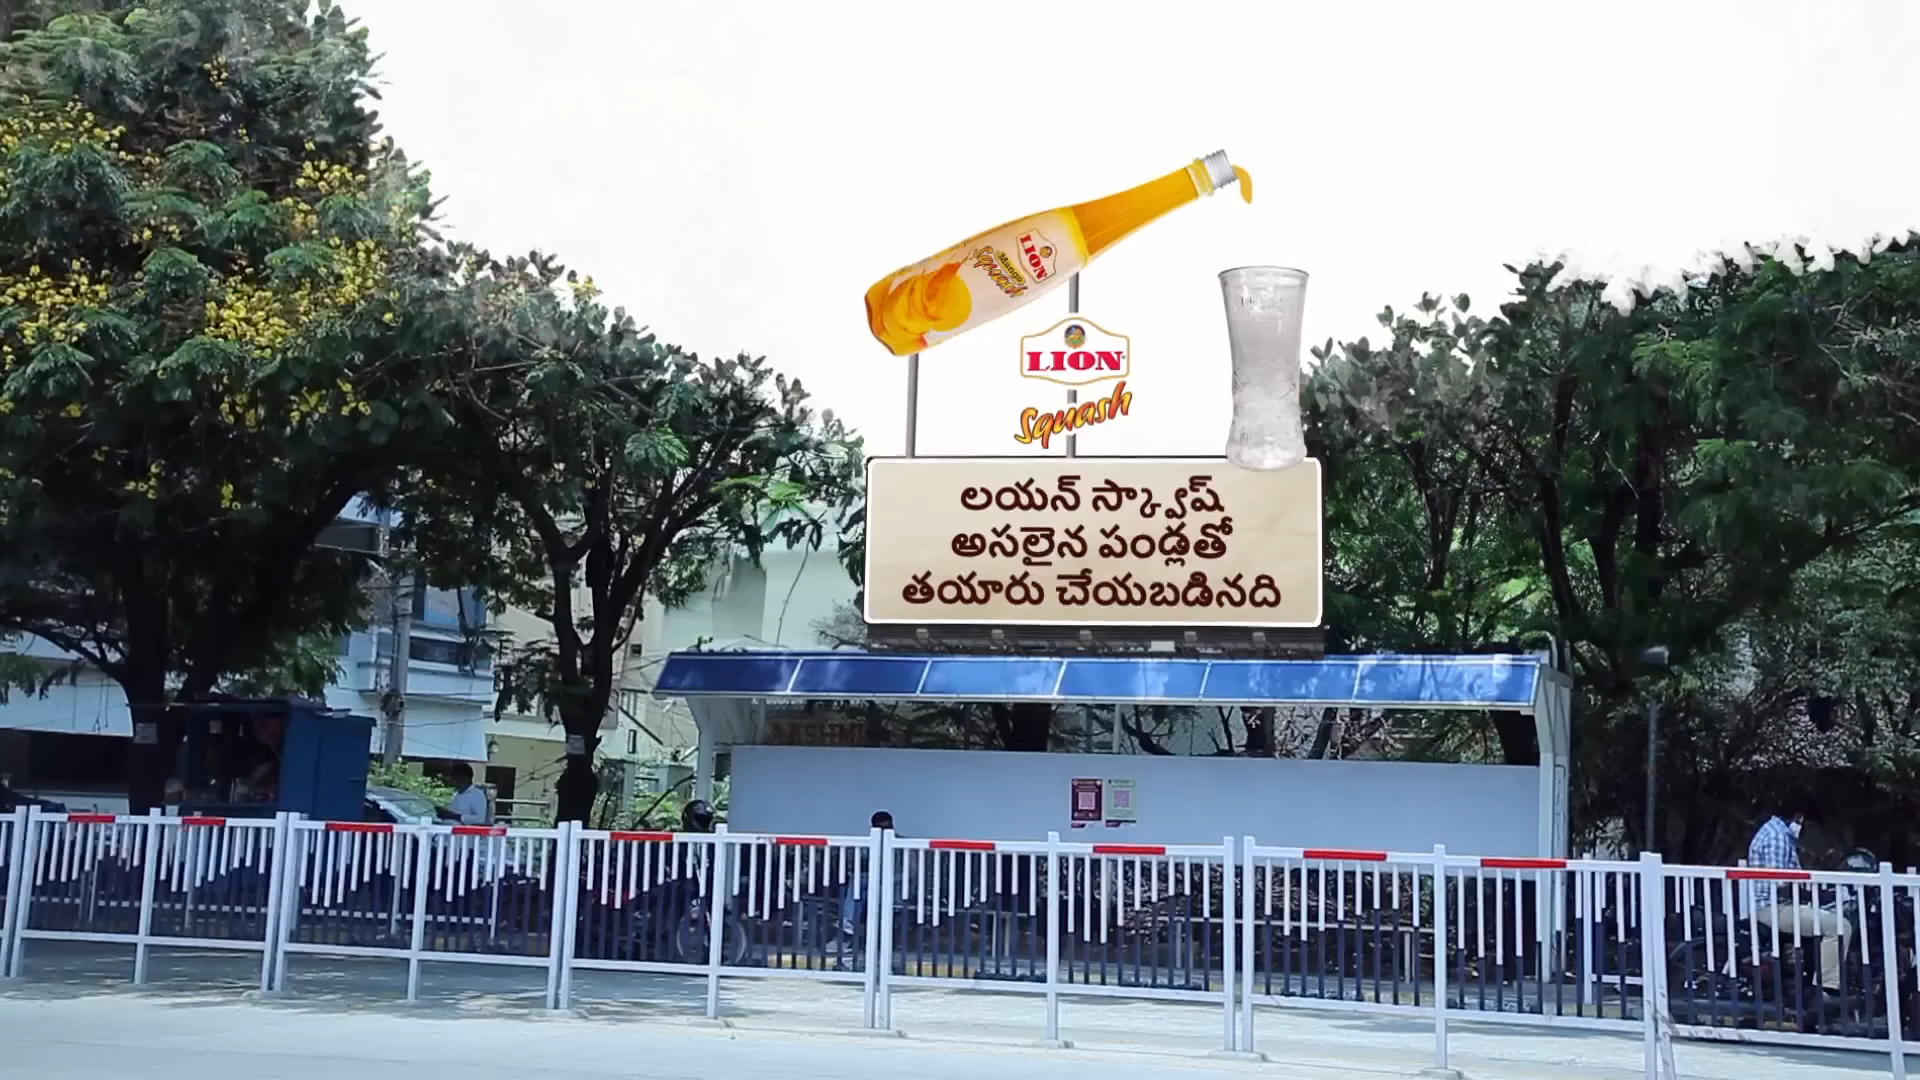 LION
Mango
Squash
LION
Squash
లయన్ స్క్వాష్
అసలైన పండ్లతో
తయారు చేయబడినది